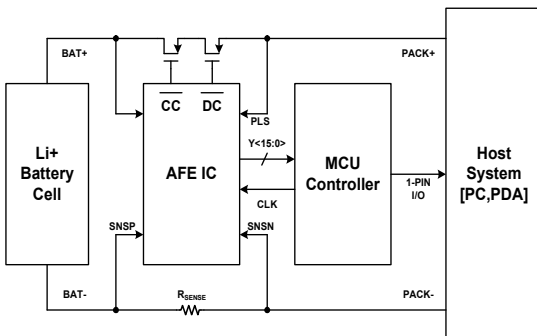 BAT+
PACK+
CC
DC
PLS
Y<15:0>
Li+
Battery
Cell
AFE IC
MCU
Controller
1-PIN
I/O
Host
System
[PC,PDA]
CLK
SNSP
SNSN
BAT-
RSENSE
PACK-